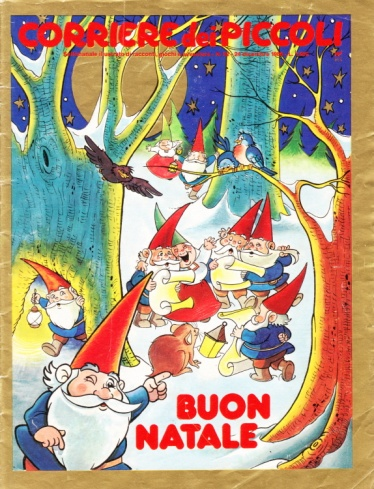 CORRIERE dei PICCOLI
BUON
NATALE